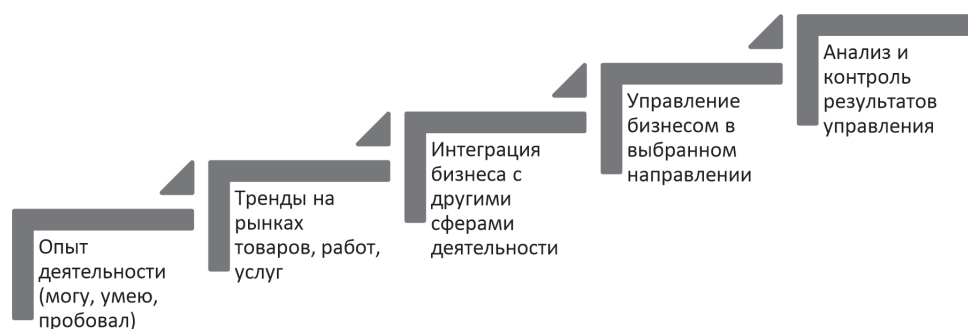 Опыт
деятельности
(могу, умею,
пробовал)
Тренды на
рынках
товаров, работ,
услуг
Интеграция
бизнеса с
другими
сферами
деятельности
Управление
бизнесом в
выбранном
направлении
Анализ и
контроль
результатов
управления